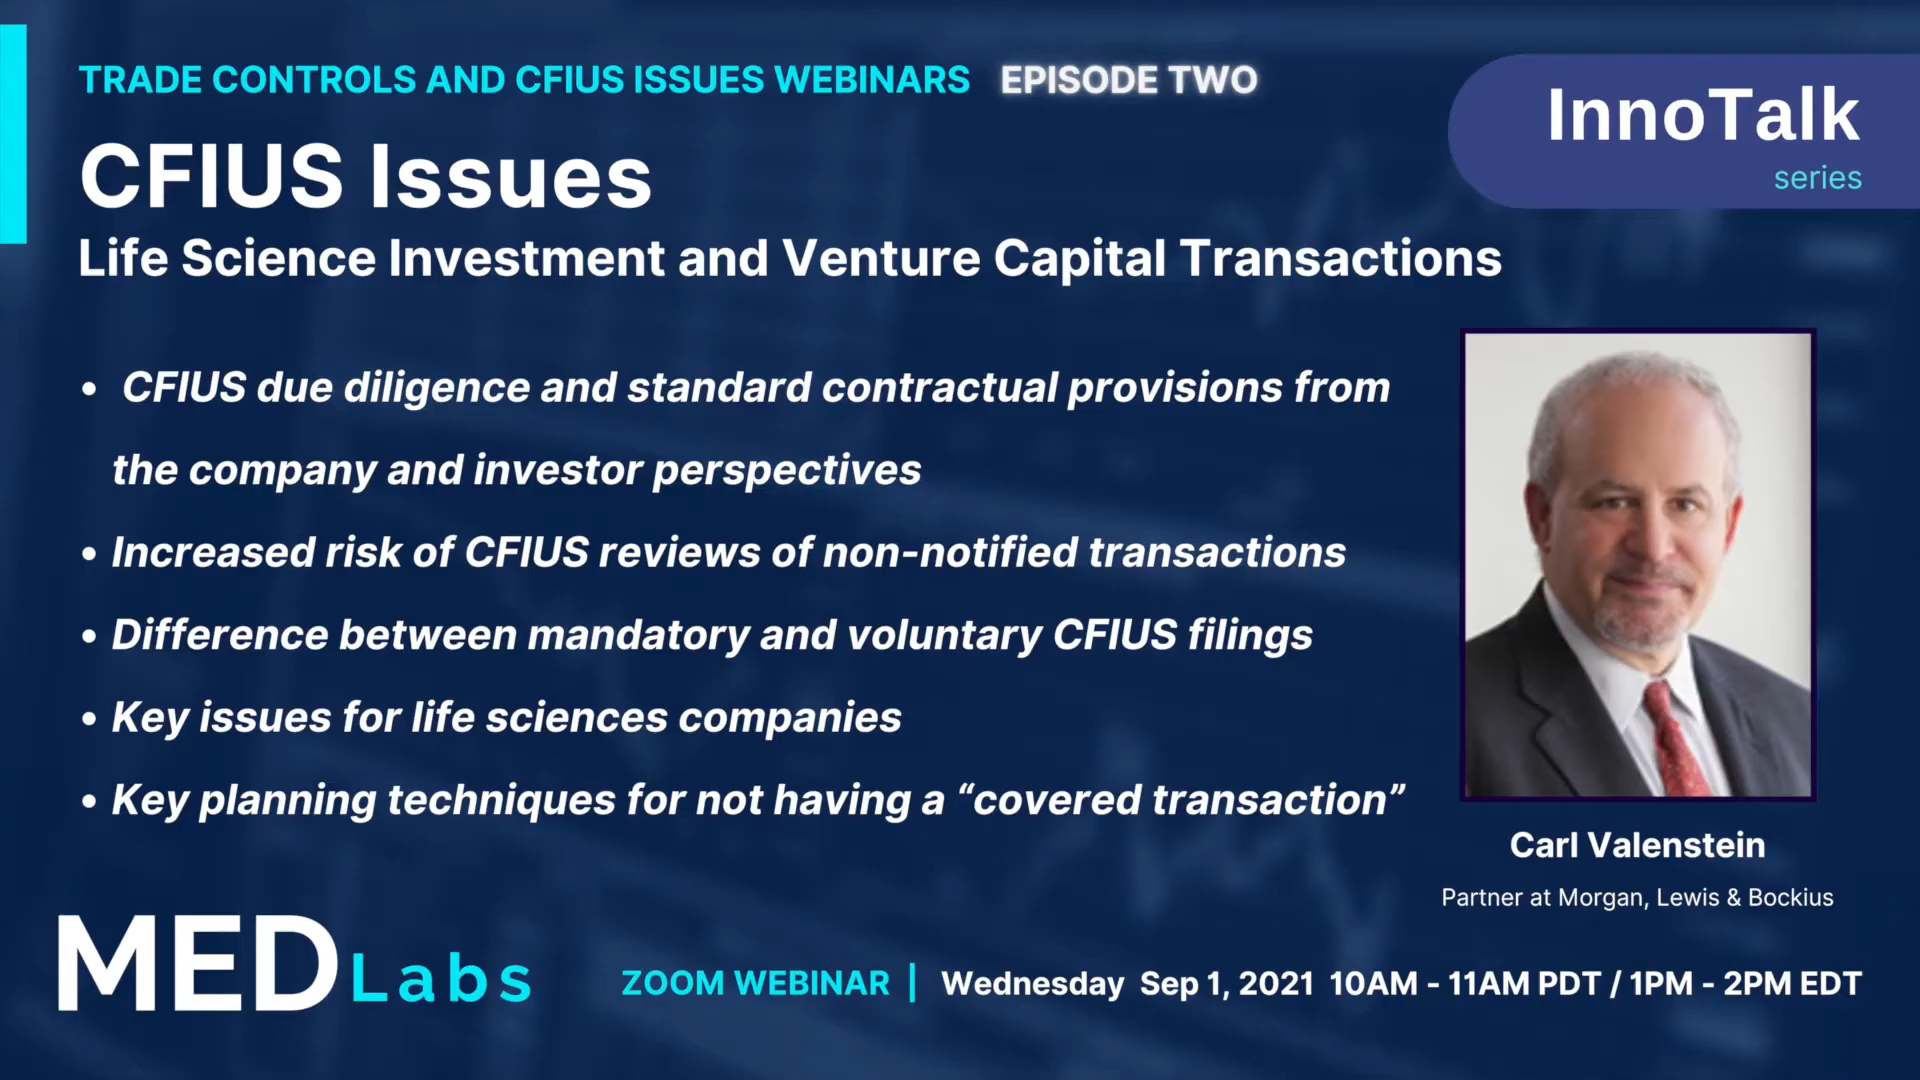 TRADE CONTROLS AND CFIUS ISSUES WEBINARS EPISODE TWO
InnoTalk
series
CFIUS Issues
Life Science Investment and Venture Capital Transactions
• CFIUS due diligence and standard contractual provisions from
the company and investor perspectives
• Increased risk of CFIUS reviews of non-notified transactions
• Difference between mandatory and voluntary CFIUS filings
• Key issues for life sciences companies
• Key planning techniques for not having a “covered transaction”
Carl Valenstein
Partner at Morgan, Lewis & Bockius
MED Labs
ZOOM WEBINAR | Wednesday Sep 1, 2021 10AM - 11AM PDT / 1PM - 2PM EDT